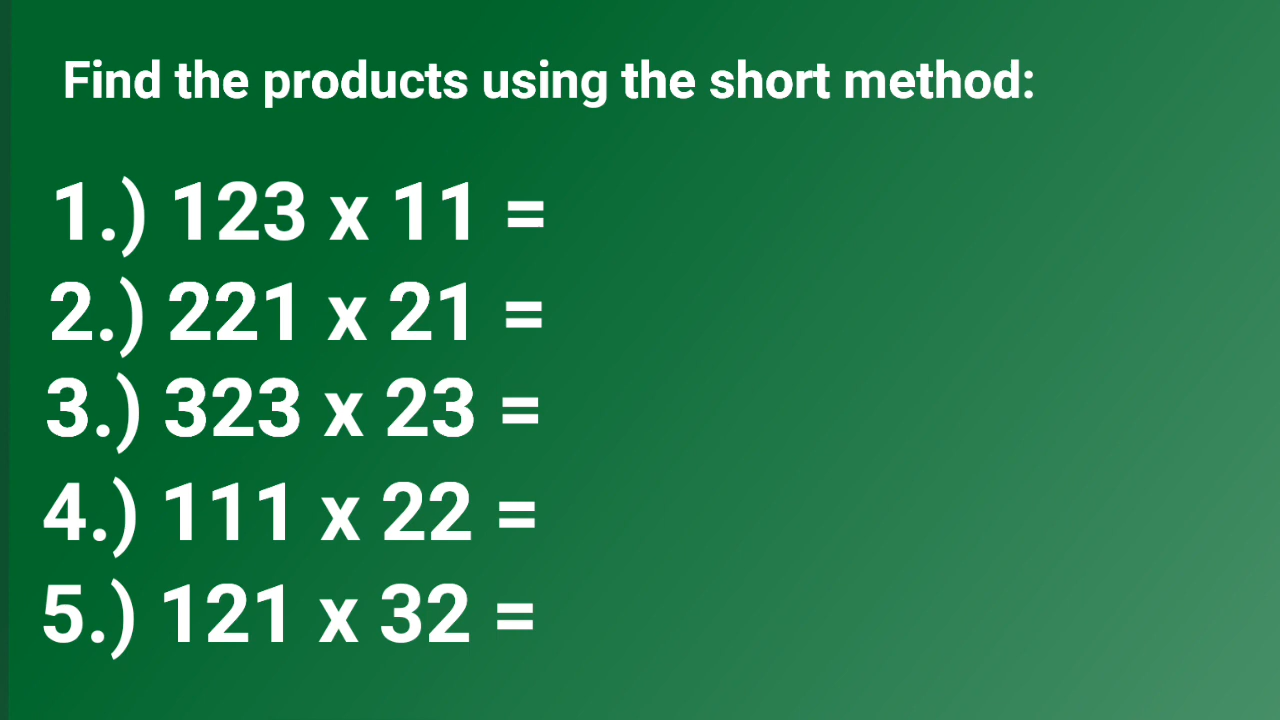 Find the products using the short method:
1.) 123 x 11 =
2.) 221 x 21 =
3.) 323 x 23 =
4.) 111 x 22 =
5.) 121 x 32 =